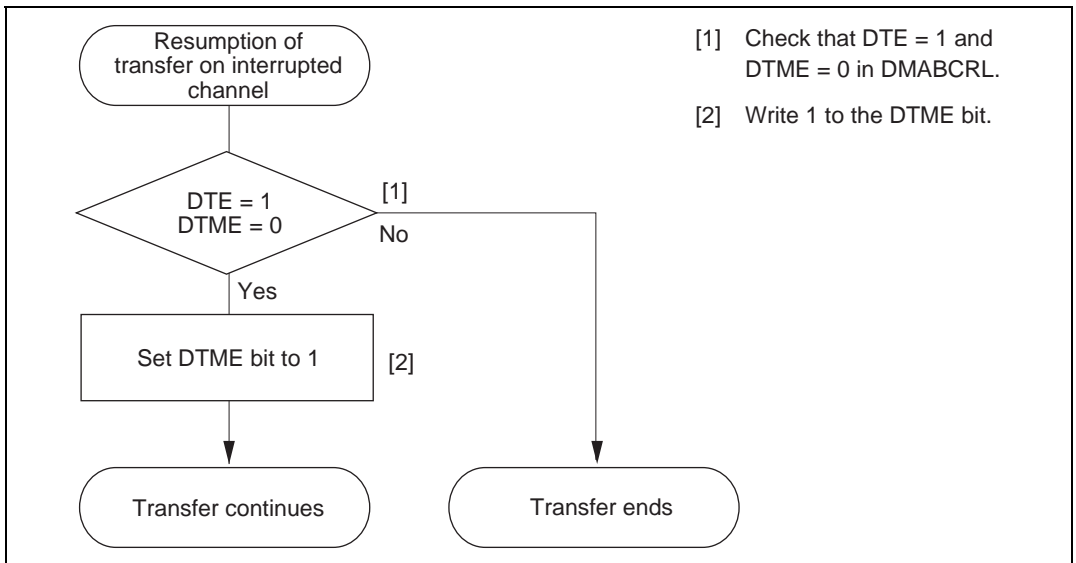 Resumption of
transfer on interrupted
channel
DTE = 1
DTME = 0
[1]
No
Yes
Set DTME bit to 1
[2]
Transfer continues
Transfer ends
[1] Check that DTE = 1 and
DTME = 0 in DMABCRL.
[2] Write 1 to the DTME bit.